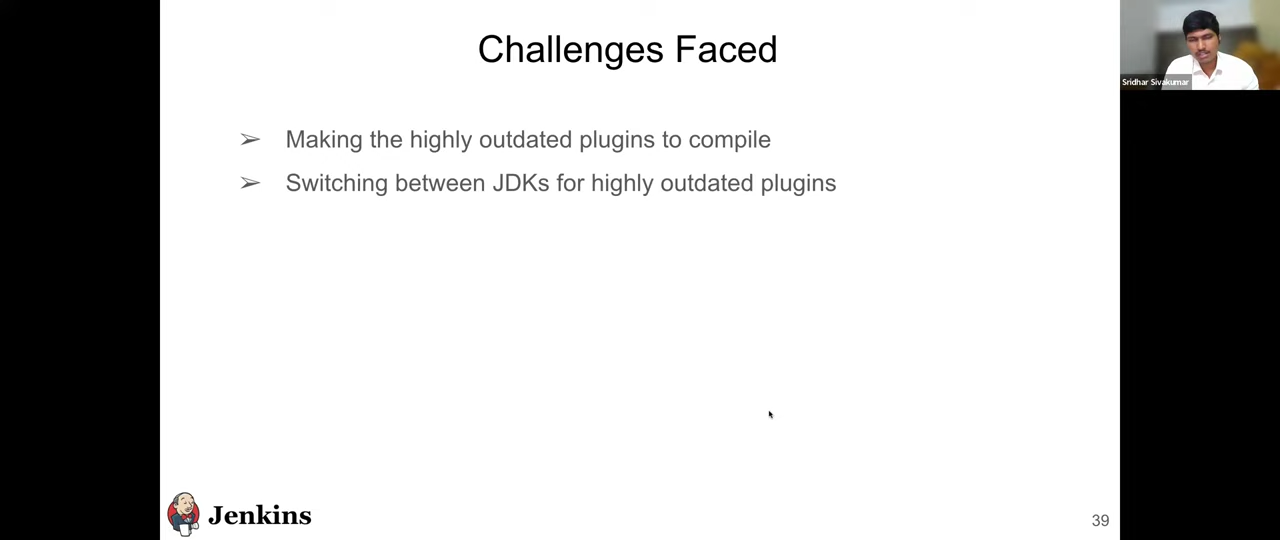 Challenges Faced
Sridhar Sivakumar
➢ Making the highly outdated plugins to compile
➢ Switching between JDKs for highly outdated plugins
Jenkins
39